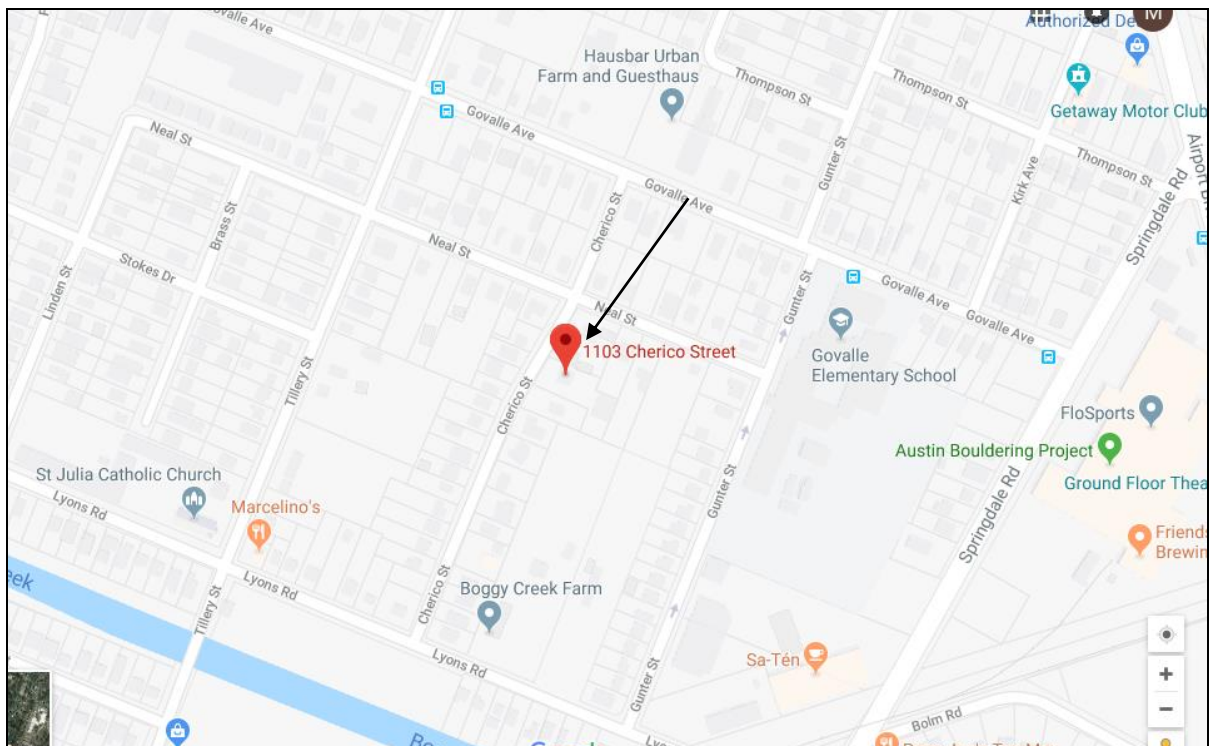 M
Authorized De
Govalle Ave
Hausbar Urban
Farm and Guesthaus
Thompson St
Thompson St
Getaway Motor Club
Govalle Ave
Neal St
Gunter St
Thompson St
Airport B
Kirk Ave
Govalle Ave
Springdale Rd
Brass St
Cherico St
Neal St
Stokes Dr
Linden St
Gunter St
Govalle Ave
Neal St
Govalle Ave
1103 Cherico Street
Govalle
Elementary School
Tillery St
Cherico St
FloSports
Austin Bouldering Project
St Julia Catholic Church
Ground Floor Thea
Lyons Rd
Marcelino's
Gunter St
Springdale Rd
Friends
Brewin
eek
Lyons Rd
Boggy Creek Farm
Cherico St
Tillery St
Lyons Rd
Sa-Tén
Gunter St
Bolm Rd